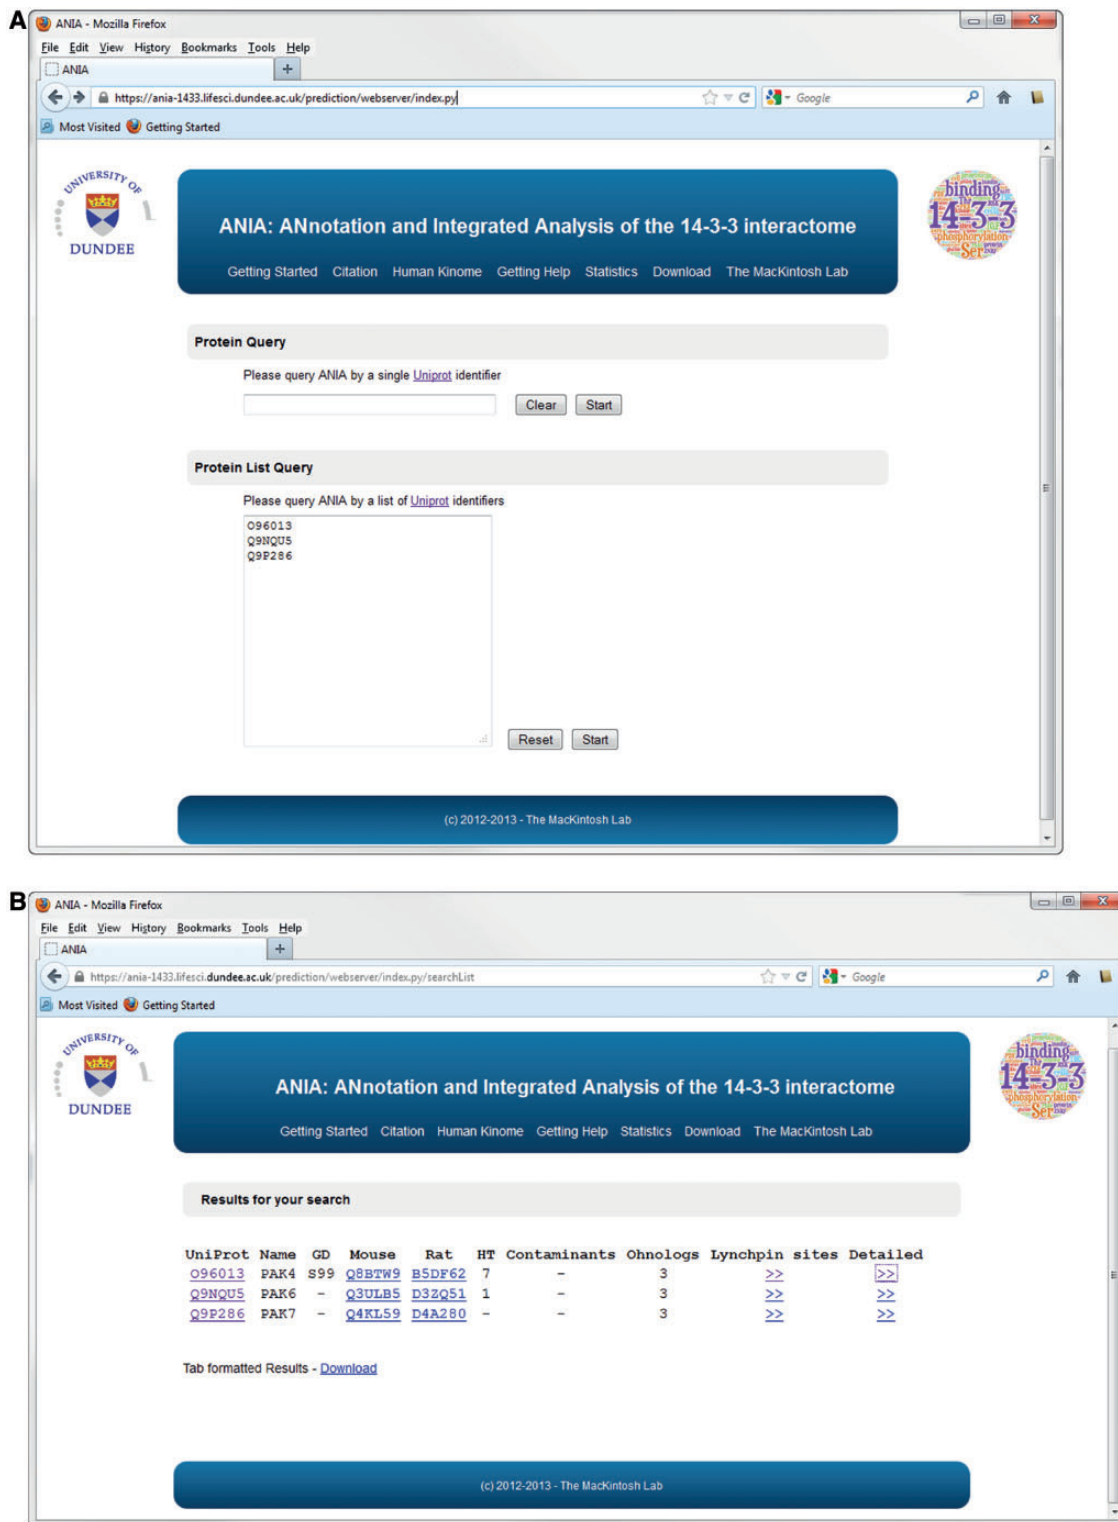 A
ANIA - Mozilla Firefox
File Edit View History Bookmarks Tools Help
ANIA
https://ania-1433.lifesci.dundee.ac.uk/prediction/webserver/index.py
Google
Most Visited Getting Started
UNIVERSITY OF
DUNDEE
ANIA: ANnotation and Integrated Analysis of the 14-3-3 interactome
Getting Started Citation Human Kinome Getting Help Statistics Download The MacKintosh Lab
binding
14-3-3
phosphorylation
Ser
Protein Query
Please query ANIA by a single Uniprot identifier
Clear Start
Protein List Query
Please query ANIA by a list of Uniprot identifiers
O96013
Q9NQU5
Q9P286
Reset Start
(c) 2012-2013 - The MacKintosh Lab
B
ANIA - Mozilla Firefox
File Edit View History Bookmarks Tools Help
ANIA
https://ania-1433.lifesci.dundee.ac.uk/prediction/webserver/index.py/searchList
Google
Most Visited Getting Started
UNIVERSITY OF
DUNDEE
ANIA: ANnotation and Integrated Analysis of the 14-3-3 interactome
Getting Started Citation Human Kinome Getting Help Statistics Download The MacKintosh Lab
binding
14-3-3
phosphorylation
Ser
Results for your search
UniProt Name GD Mouse Rat HT Contaminants Ohnologs Lynchpin sites Detailed
O96013 PAK4 S99 Q8BTW9 B5DF62 7 - 3 >> >>
Q9NQU5 PAK6 - Q3ULB5 D3ZQ51 1 - 3 >> >>
Q9P286 PAK7 - Q4KL59 D4A280 - - 3 >> >>
Tab formatted Results - Download
(c) 2012-2013 - The MacKintosh Lab